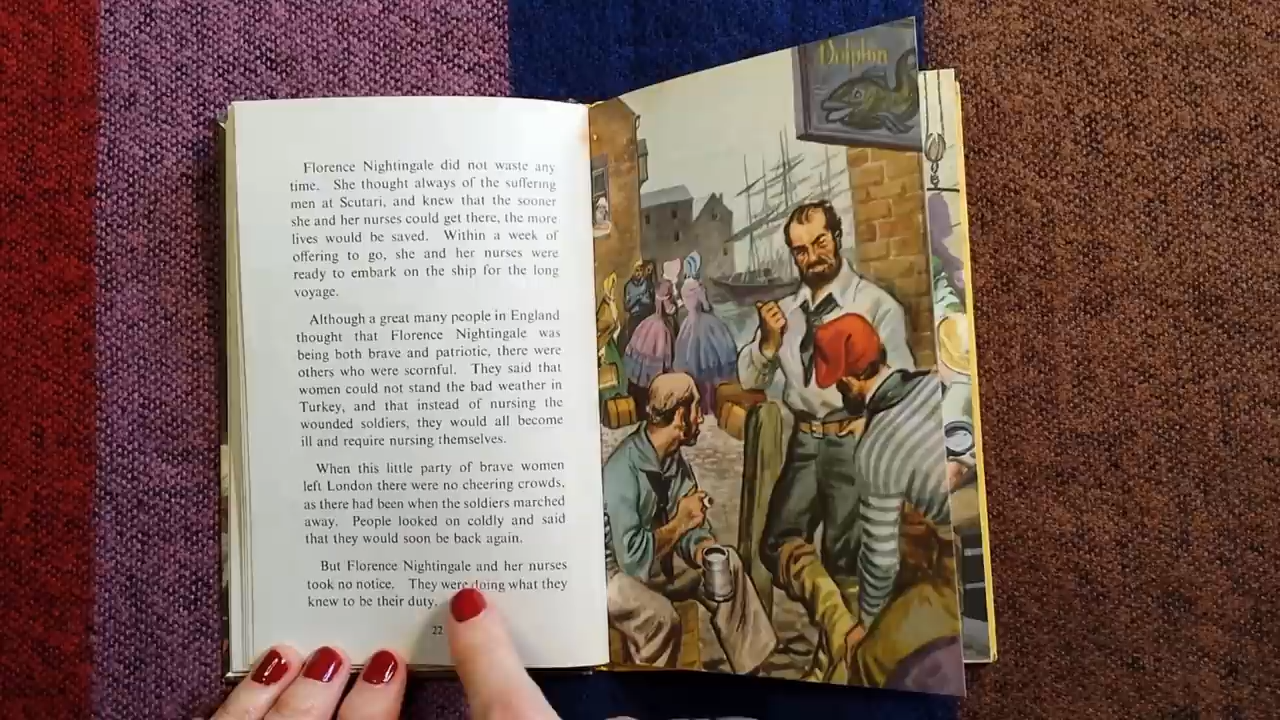 Florence Nightingale did not waste any
time. She thought always of the suffering
men at Scutari, and knew that the sooner
she and her nurses could get there, the more
lives would be saved. Within a week of
offering to go, she and her nurses were
ready to embark on the ship for the long
voyage.
Although a great many people in England
thought that Florence Nightingale was
being both brave and patriotic, there were
others who were scornful. They said that
women could not stand the bad weather in
Turkey, and that instead of nursing the
wounded soldiers, they would all become
ill and require nursing themselves.
When this little party of brave women
left London there were no cheering crowds,
as there had been when the soldiers marched
away. People looked on coldly and said
that they would soon be back again.
But Florence Nightingale and her nurses
took no notice. They were doing what they
knew to be their duty.
22
Dolphin